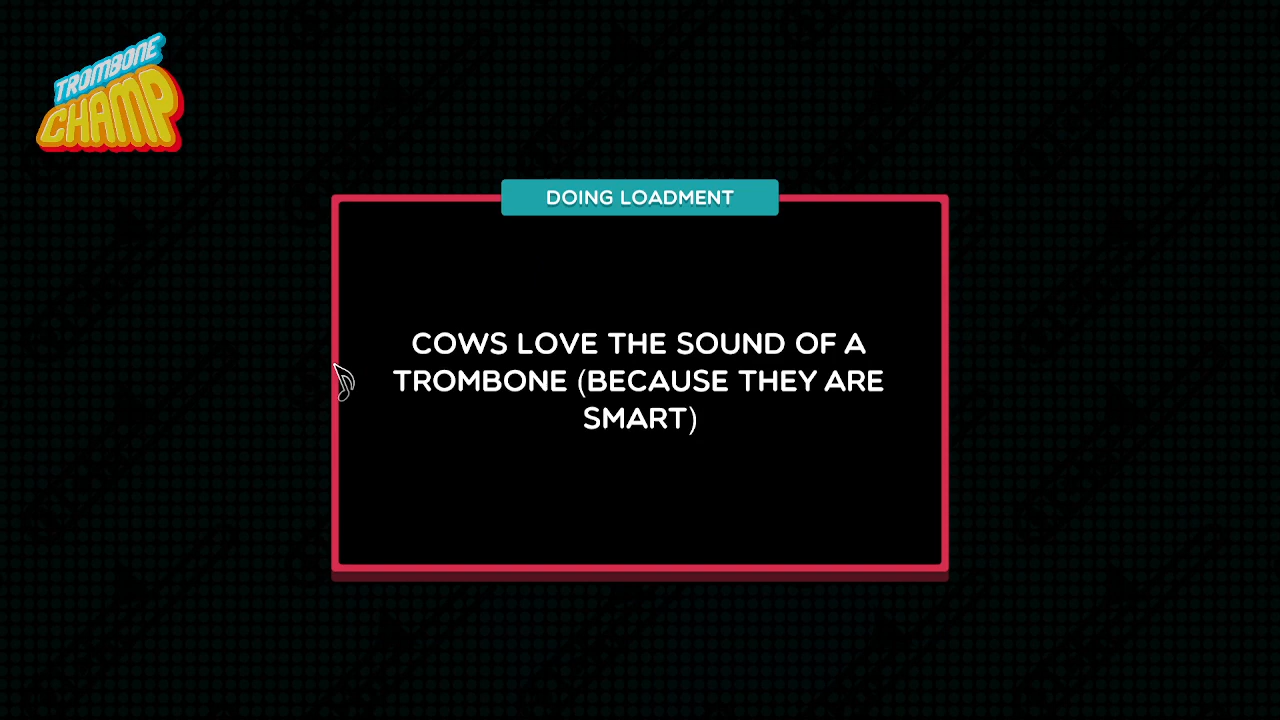 TROMBONE
CHAMP
DOING LOADMENT
COWS LOVE THE SOUND OF A
TROMBONE (BECAUSE THEY ARE
SMART)